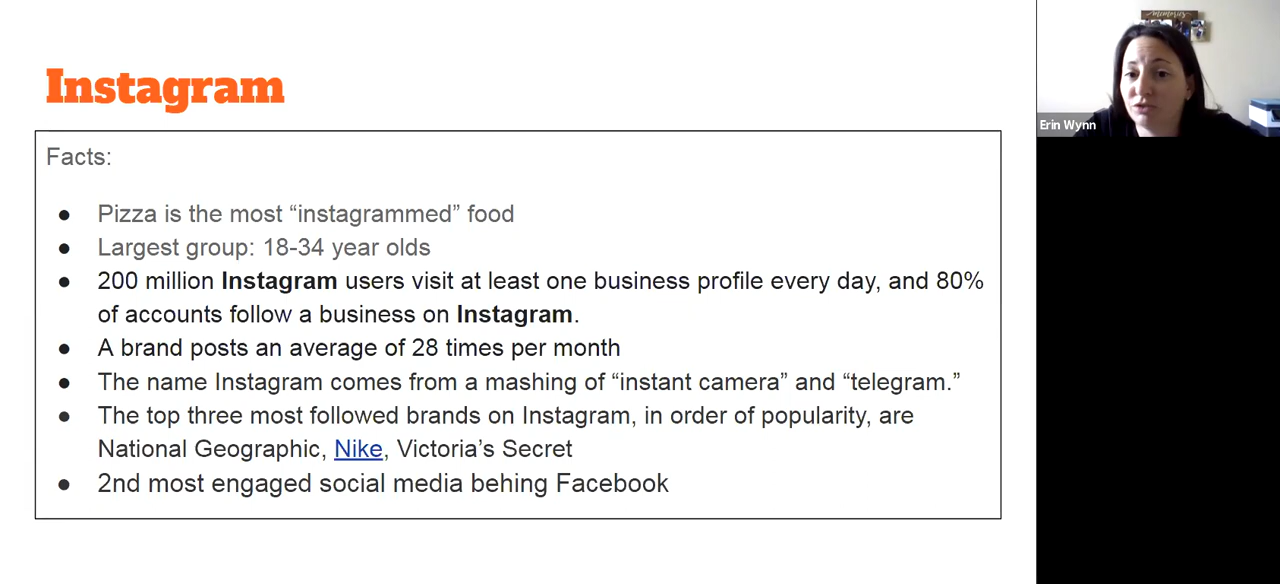 Instagram
Facts:
● Pizza is the most “instagrammed” food
● Largest group: 18-34 year olds
● 200 million Instagram users visit at least one business profile every day, and 80%
of accounts follow a business on Instagram.
● A brand posts an average of 28 times per month
● The name Instagram comes from a mashing of “instant camera” and “telegram.”
● The top three most followed brands on Instagram, in order of popularity, are
National Geographic, Nike, Victoria’s Secret
● 2nd most engaged social media behing Facebook
memories
Erin Wynn